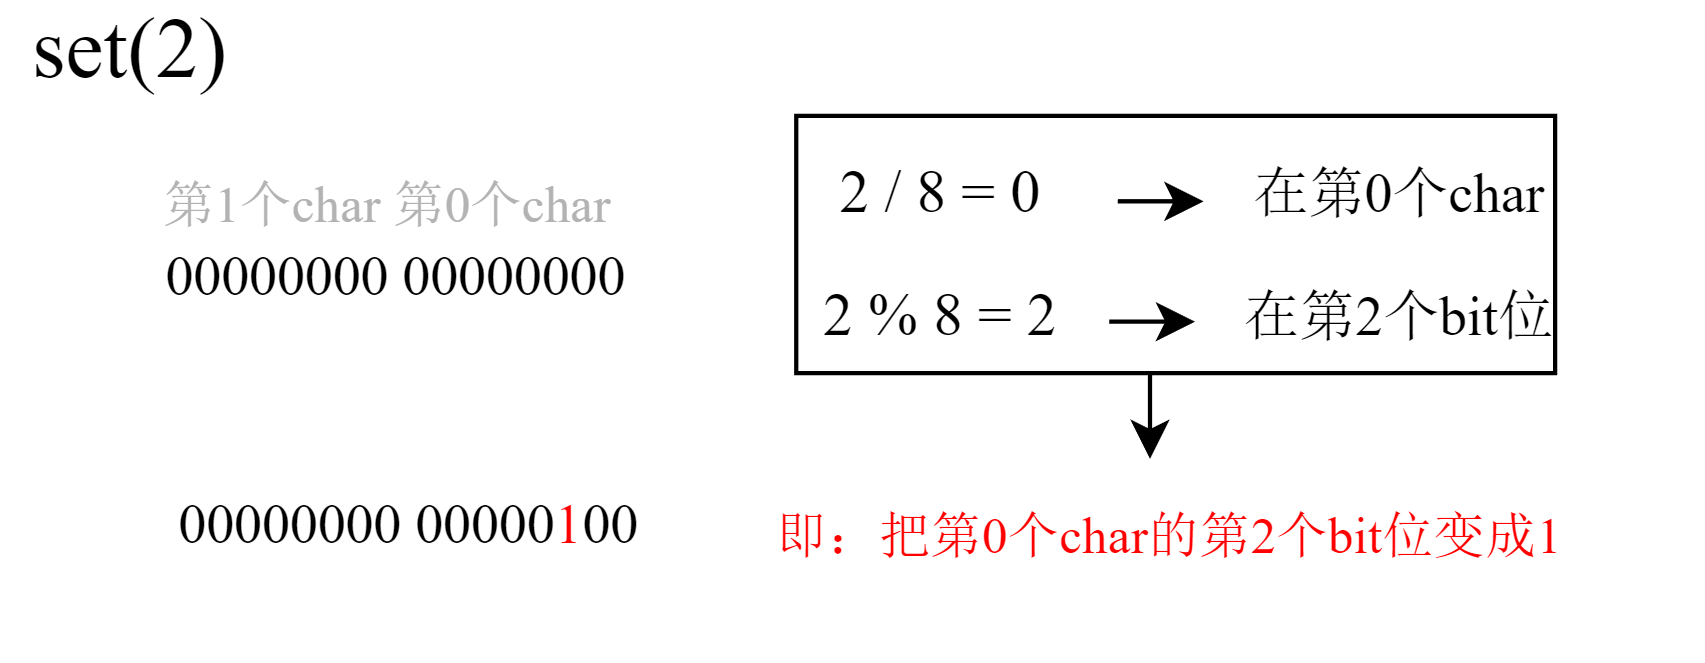 set(2)
第1个char 第0个char
00000000 00000000
2 / 8 = 0 在第0个char
2 % 8 = 2 在第2个bit位
00000000 00000100
即：把第0个char的第2个bit位变成1